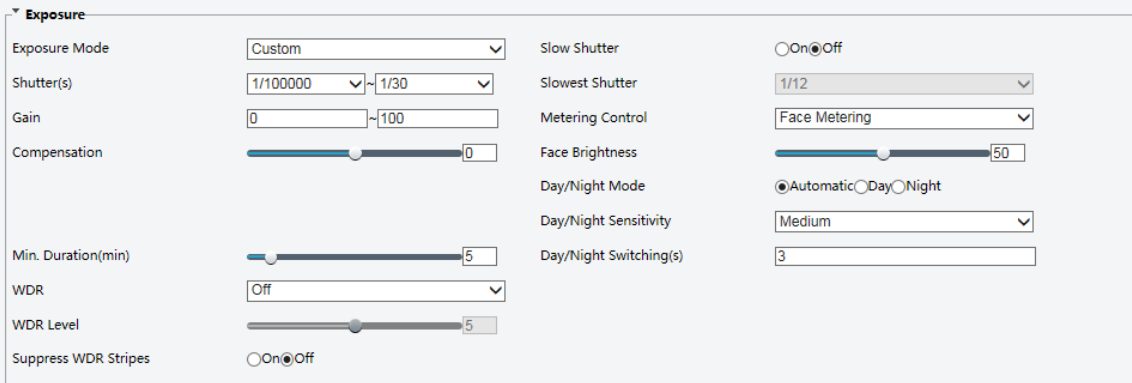 Exposure
Exposure Mode Custom Slow Shutter On Off
Shutter(s) 1/100000 ~ 1/30 Slowest Shutter 1/12
Gain 0 ~ 100 Metering Control Face Metering
Compensation 0 Face Brightness 50
Day/Night Mode Automatic Day Night
Day/Night Sensitivity Medium
Min. Duration(min) 5 Day/Night Switching(s) 3
WDR Off
WDR Level 5
Suppress WDR Stripes On Off